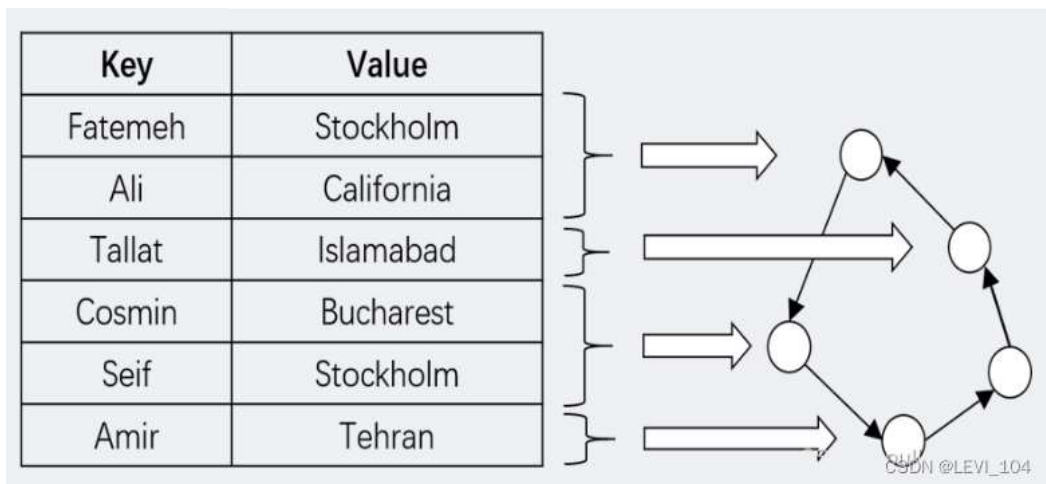 Key Value
Fatemeh Stockholm
Ali California
Tallat Islamabad
Cosmin Bucharest
Seif Stockholm
Amir Tehran
CSDN @LEVI_104